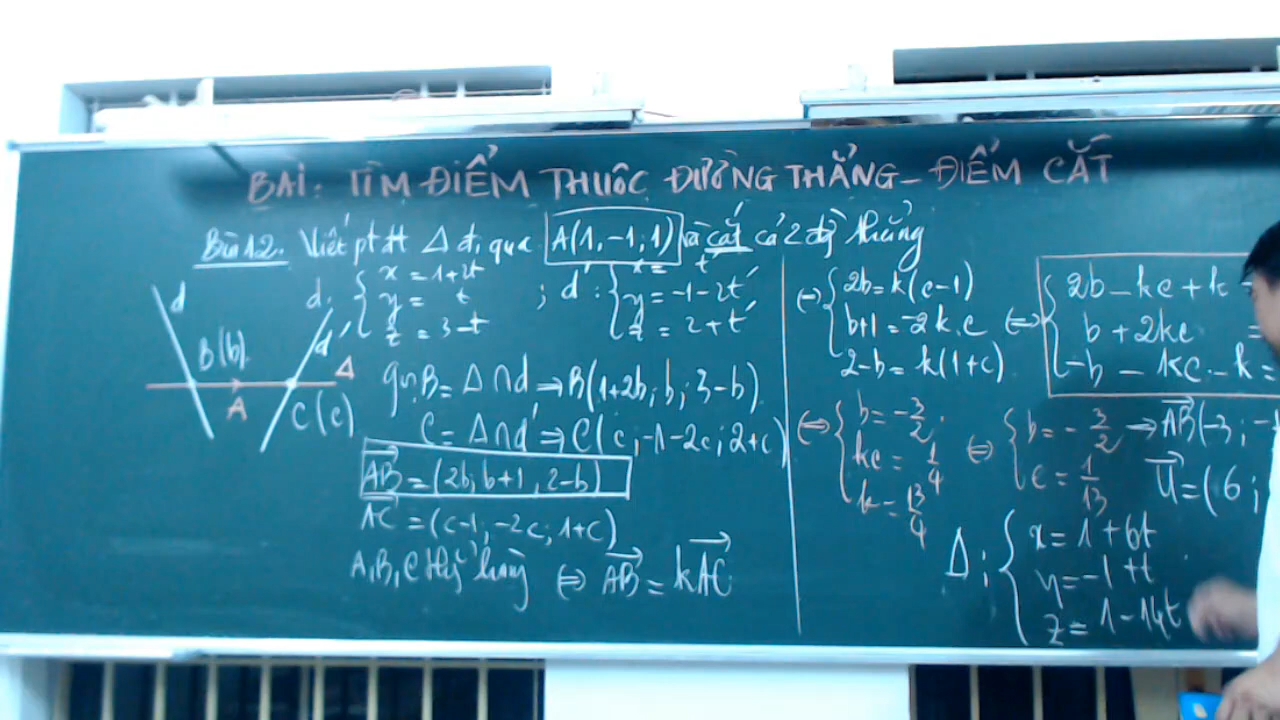 BÀI: TÌM ĐIỂM THUỘC ĐƯỜNG THẲNG_ ĐIỂM CẮT
Bài 12. Viết pt đt Δ đi qua A(1,-1,1) và cắt cả 2 đg thẳng
d: { x = 1+2t ; d': { x = t'
y = t y = -1-2t'
z = 3-t z = 2+t'
d
d'
B(b)
Δ
A
C(c)
gọi B = Δ∩d ⇒ B(1+2b; b; 3-b)
C = Δ∩d' ⇒ C(c; -1-2c; 2+c)
AB→ = (2b; b+1; 2-b)
AC→ = (c-1; -2c; 1+c)
A,B,C thg hàng ⇔ AB→ = kAC→
⇔ { 2b = k(c-1)
b+1 = -2k.c
2-b = k(1+c)
⇔ { 2b - kc + k
b + 2kc =
-b - kc - k =
⇔ { b = -3/2
kc = 1/4
k = 13/4
⇔ { b = -3/2
c = 1/13
→ AB→(-3; -
u→ = (6;
Δ: { x = 1+6t
y = -1+t
z = 1-14t